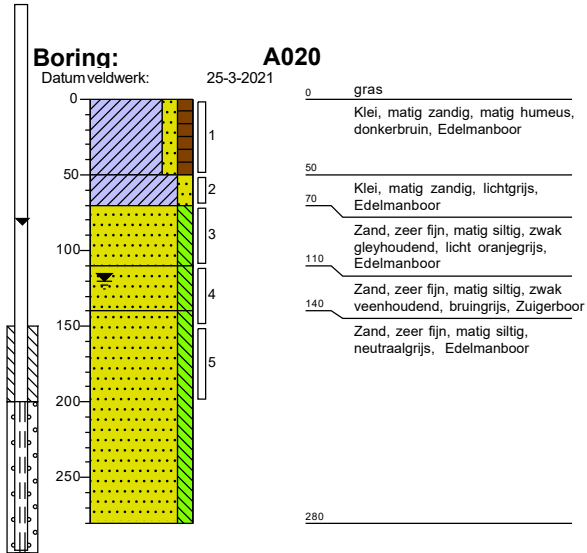 Boring: A020
Datum veldwerk: 25-3-2021
0
50
100
150
200
250
1
2
3
4
5
0 gras
Klei, matig zandig, matig humeus,
donkerbruin, Edelmanboor
50
Klei, matig zandig, lichtgrijs,
70
Edelmanboor
Zand, zeer fijn, matig siltig, zwak
gleyhoudend, licht oranjegrijs,
110
Edelmanboor
Zand, zeer fijn, matig siltig, zwak
140
veenhoudend, bruingrijs, Zuigerboor
Zand, zeer fijn, matig siltig,
neutraalgrijs, Edelmanboor
280